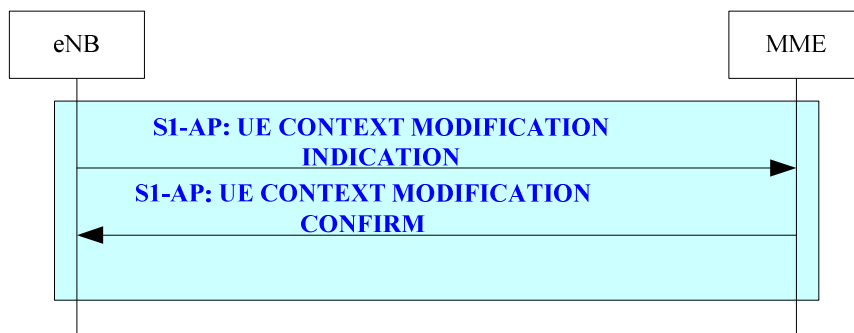 eNB
MME
S1-AP: UE CONTEXT MODIFICATION
INDICATION
S1-AP: UE CONTEXT MODIFICATION
CONFIRM